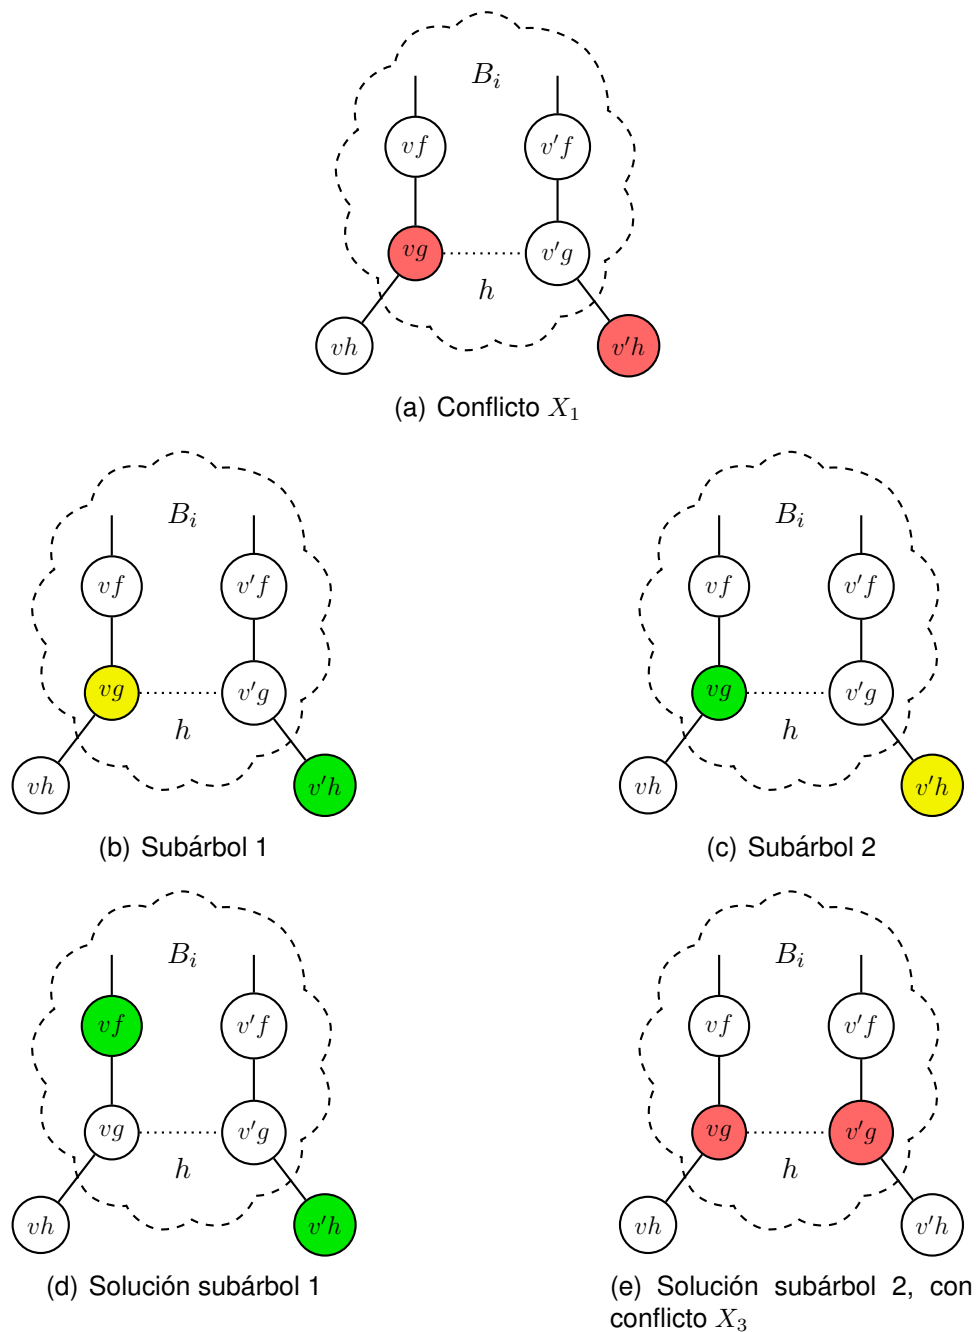 B_i
vf v'f
vg v'g
h
vh v'h
(a) Conflicto X_1
B_i B_i
vf v'f vf v'f
vg v'g vg v'g
h h
vh v'h vh v'h
(b) Subárbol 1 (c) Subárbol 2
B_i B_i
vf v'f vf v'f
vg v'g vg v'g
h h
vh v'h vh v'h
(d) Solución subárbol 1 (e) Solución subárbol 2, con
conflicto X_3